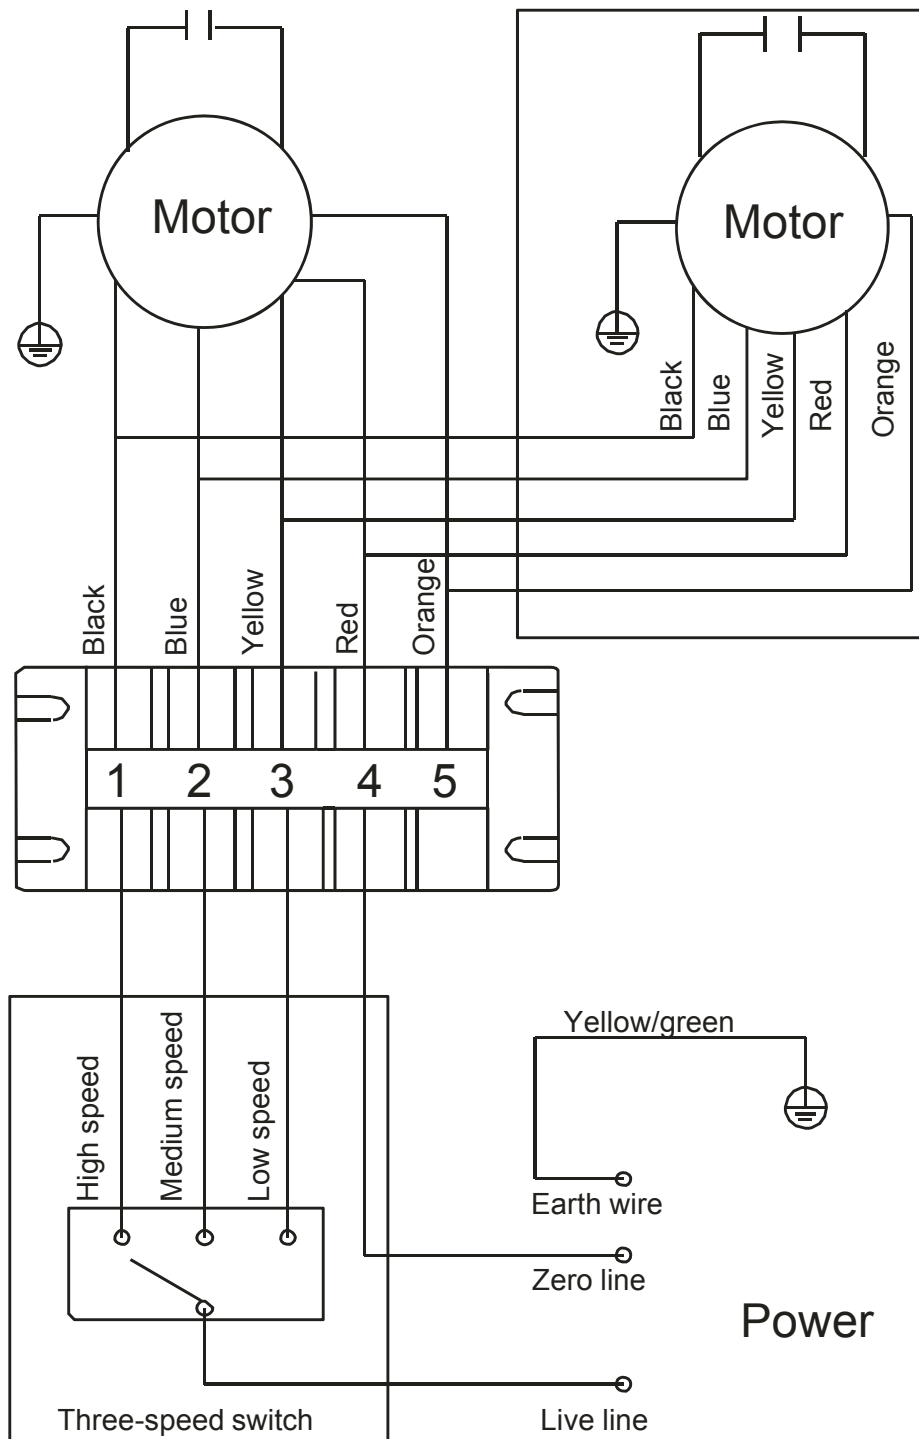 Motor
Motor
Black
Blue
Yellow
Red
Orange
Black
Blue
Yellow
Red
Orange
1 2 3 4 5
High speed
Medium speed
Low speed
Yellow/green
Earth wire
Zero line
Power
Three-speed switch
Live line